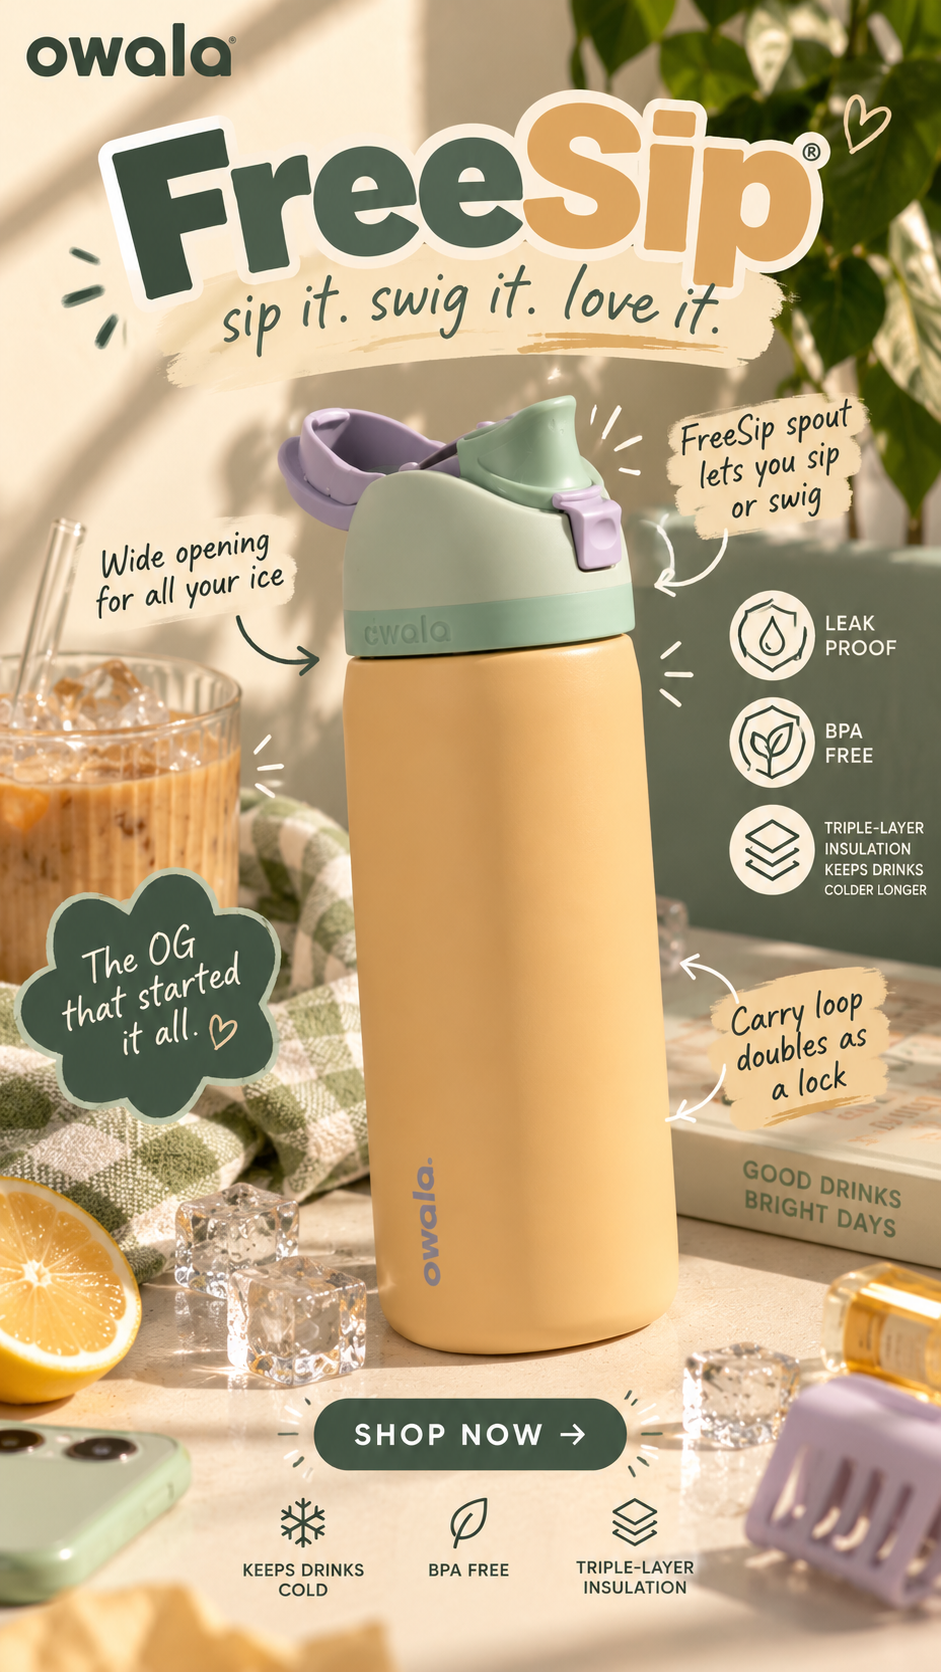 owala®
FreeSip®
sip it. swig it. love it.
FreeSip spout
lets you sip
or swig
Wide opening
for all your ice
owala
LEAK
PROOF
BPA
FREE
TRIPLE-LAYER
INSULATION
KEEPS DRINKS
COLDER LONGER
The OG
that started
it all.
Carry loop
doubles as
a lock
GOOD DRINKS
BRIGHT DAYS
owala.
SHOP NOW →
KEEPS DRINKS
COLD
BPA FREE
TRIPLE-LAYER
INSULATION